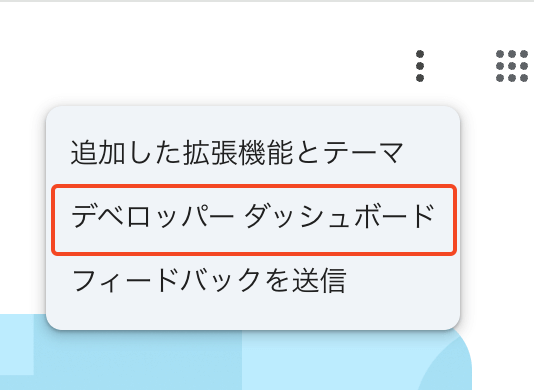 追加した拡張機能とテーマ
デベロッパー ダッシュボード
フィードバックを送信